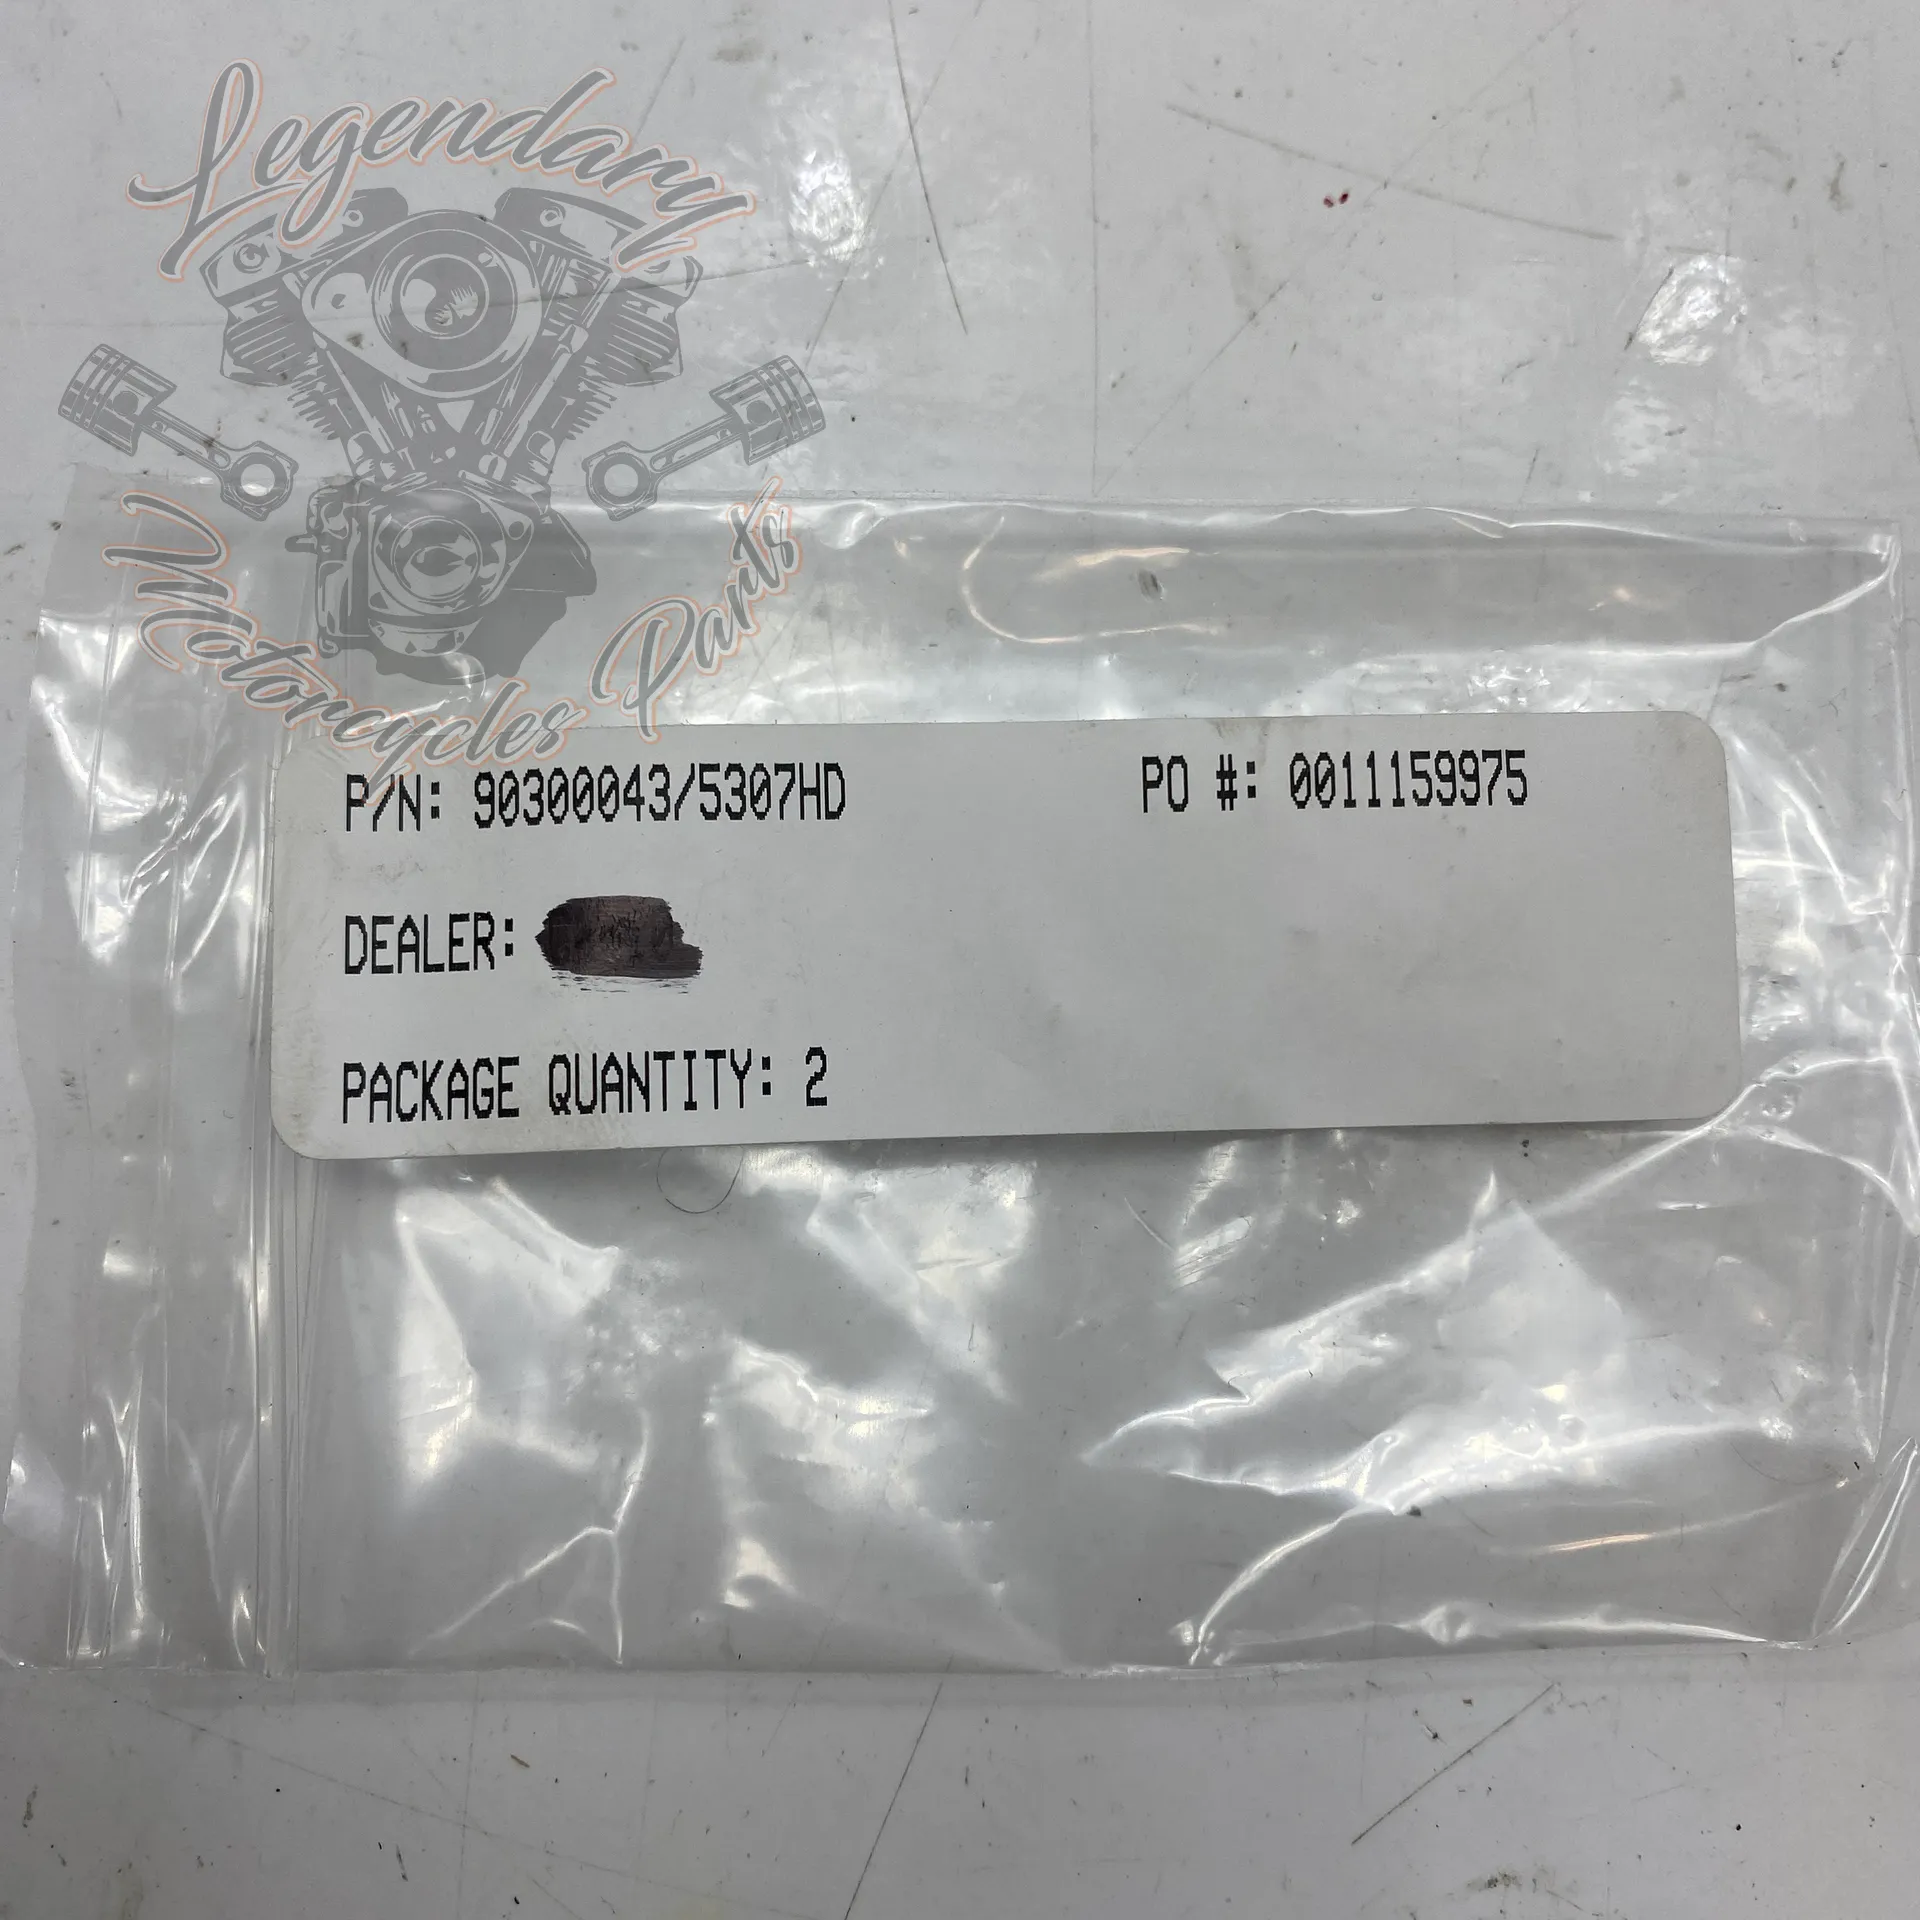 Legendary
Motorcycles Parts
P/N: 90300043/5307HD
PO #: 0011159975
DEALER:
PACKAGE QUANTITY: 2